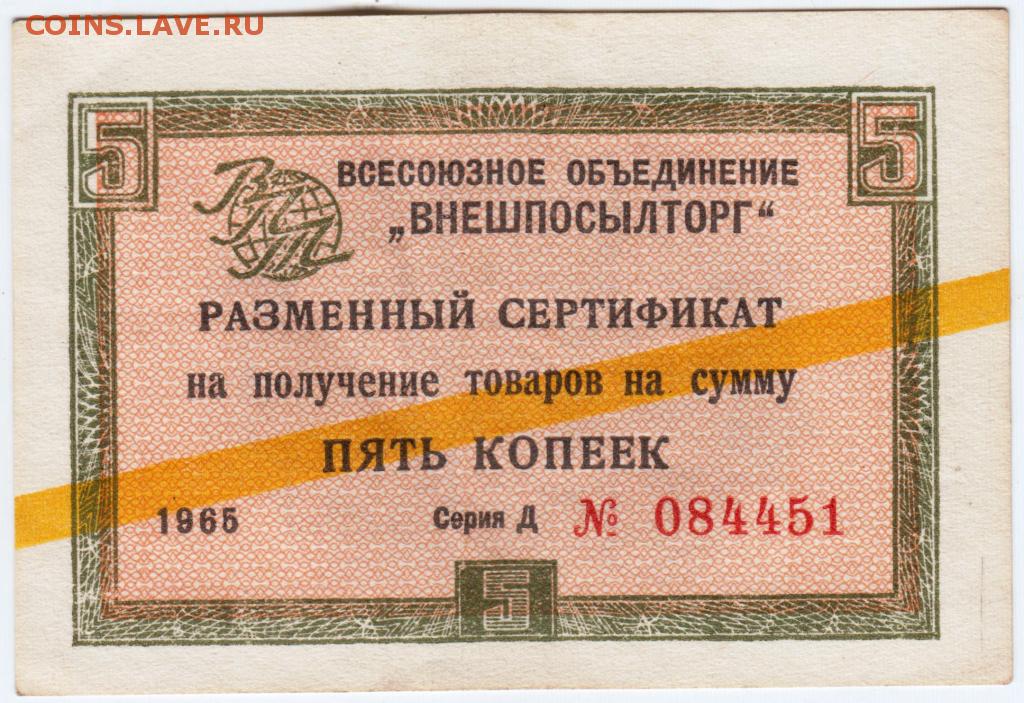 COINS.LAVE.RU
5 5
ВПТ
ВСЕСОЮЗНОЕ ОБЪЕДИНЕНИЕ
„ВНЕШПОСЫЛТОРГ“
РАЗМЕННЫЙ СЕРТИФИКАТ
на получение товаров на сумму
ПЯТЬ КОПЕЕК
1965 Серия Д № 084451
5